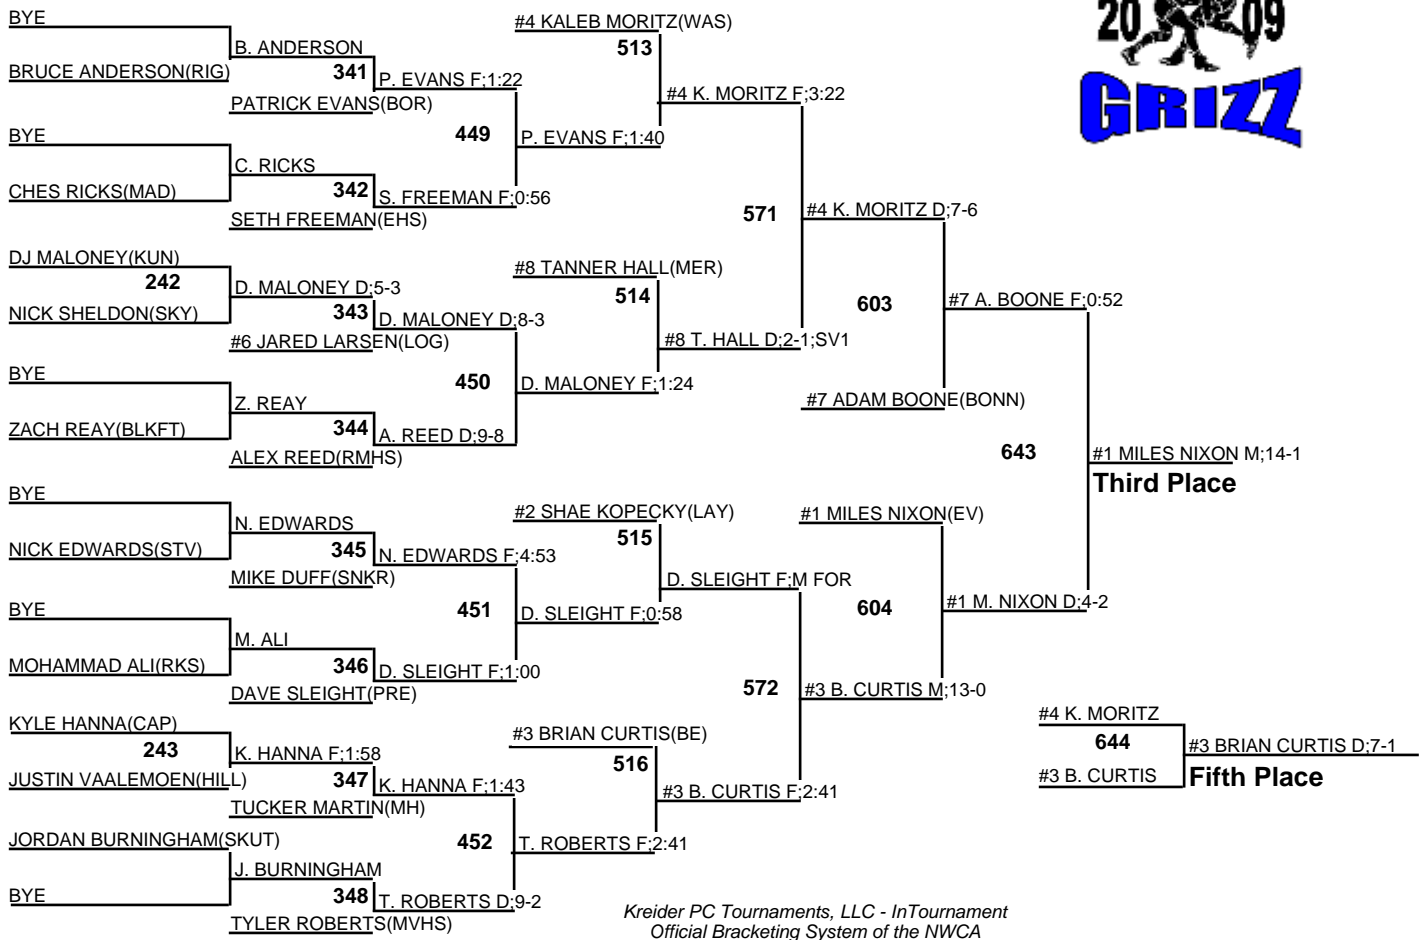 BYE
B. ANDERSON
BRUCE ANDERSON(RIG)
341
P. EVANS F;1:22
PATRICK EVANS(BOR)
BYE
449
P. EVANS F;1:40
C. RICKS
CHES RICKS(MAD)
342
S. FREEMAN F;0:56
SETH FREEMAN(EHS)
#4 KALEB MORITZ(WAS)
513
#4 K. MORITZ F;3:22
DJ MALONEY(KUN)
242
D. MALONEY D;5-3
NICK SHELDON(SKY)
343
D. MALONEY D;8-3
#6 JARED LARSEN(LOG)
BYE
450
D. MALONEY F;1:24
Z. REAY
ZACH REAY(BLKFT)
344
A. REED D;9-8
ALEX REED(RMHS)
#8 TANNER HALL(MER)
514
#8 T. HALL D;2-1;SV1
571
#4 K. MORITZ D;7-6
603
#7 A. BOONE F;0:52
#7 ADAM BOONE(BONN)
BYE
N. EDWARDS
NICK EDWARDS(STV)
345
N. EDWARDS F;4:53
MIKE DUFF(SNKR)
BYE
451
D. SLEIGHT F;0:58
M. ALI
MOHAMMAD ALI(RKS)
346
D. SLEIGHT F;1:00
DAVE SLEIGHT(PRE)
#2 SHAE KOPECKY(LAY)
515
D. SLEIGHT F;M FOR
KYLE HANNA(CAP)
243
K. HANNA F;1:58
JUSTIN VAALEMOEN(HILL)
347
K. HANNA F;1:43
TUCKER MARTIN(MH)
JORDAN BURNINGHAM(SKUT)
452
T. ROBERTS F;2:41
J. BURNINGHAM
BYE
348
T. ROBERTS D;9-2
TYLER ROBERTS(MVHS)
#3 BRIAN CURTIS(BE)
516
#3 B. CURTIS F;2:41
572
#3 B. CURTIS M;13-0
#1 MILES NIXON(EV)
604
#1 M. NIXON D;4-2
643
#1 MILES NIXON M;14-1
Third Place
#4 K. MORITZ
644
#3 BRIAN CURTIS D;7-1
#3 B. CURTIS
Fifth Place
20 09
GRIZZ
Kreider PC Tournaments, LLC - InTournament
Official Bracketing System of the NWCA